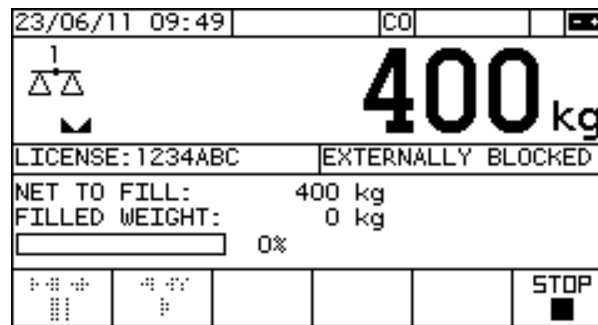 23/06/11 09:49 CO
1
400 kg
LICENSE:1234ABC EXTERNALLY BLOCKED
NET TO FILL: 400 kg
FILLED WEIGHT: 0 kg
0%
STOP